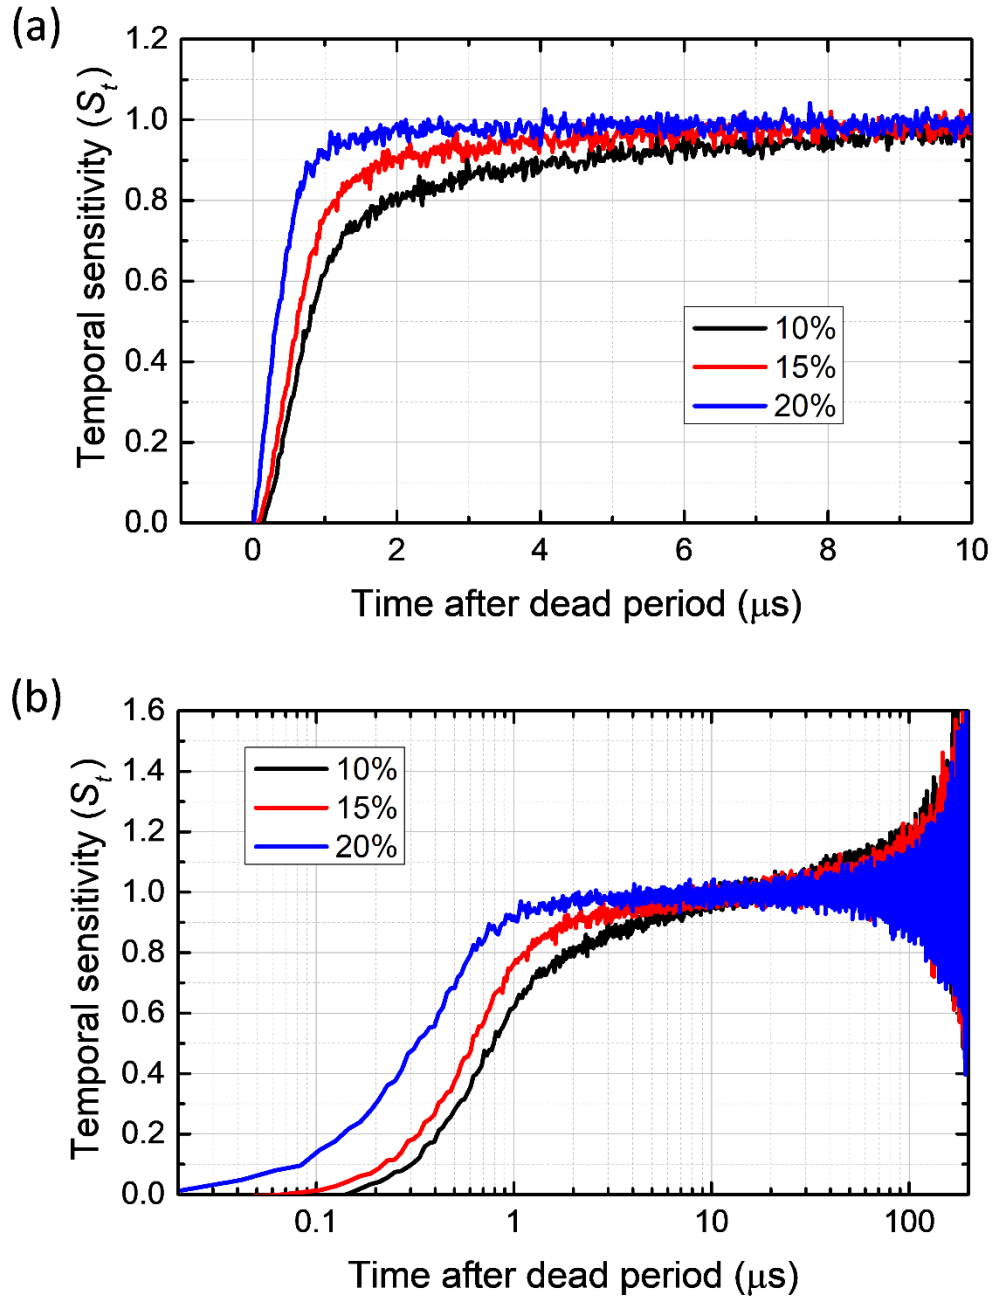 (a)
1.2
1.0
0.8
0.6
0.4
0.2
0.0
Temporal sensitivity (St)
10%
15%
20%
0 2 4 6 8 10
Time after dead period (μs)
(b)
1.6
1.4
1.2
1.0
0.8
0.6
0.4
0.2
0.0
Temporal sensitivity (St)
10%
15%
20%
0.1 1 10 100
Time after dead period (μs)